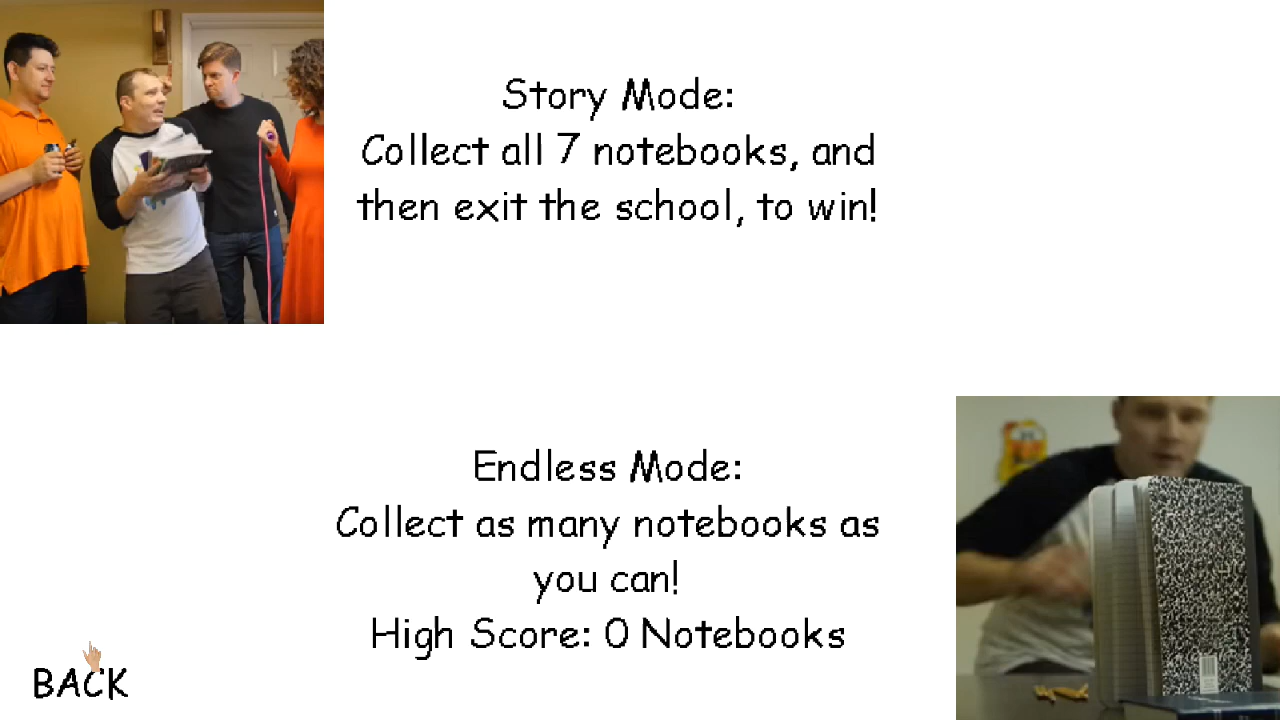 Story Mode:
Collect all 7 notebooks, and
then exit the school, to win!
Endless Mode:
Collect as many notebooks as
you can!
High Score: 0 Notebooks
BACK